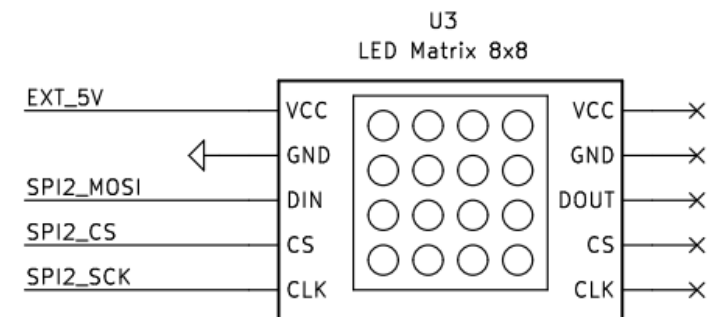 U3
LED Matrix 8x8
EXT_5V
VCC
VCC
GND
GND
SPI2_MOSI
DIN
DOUT
SPI2_CS
CS
CS
SPI2_SCK
CLK
CLK